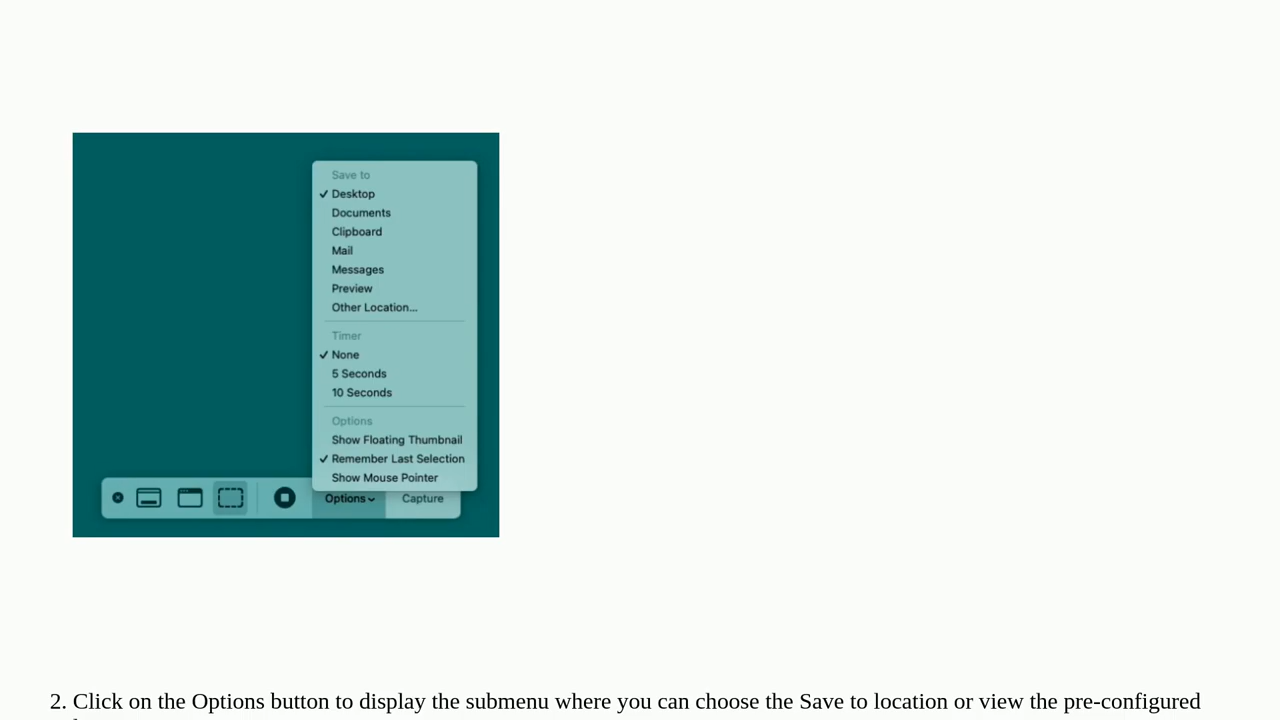 Save to
✓ Desktop
Documents
Clipboard
Mail
Messages
Preview
Other Location...
Timer
✓ None
5 Seconds
10 Seconds
Options
Show Floating Thumbnail
✓ Remember Last Selection
Show Mouse Pointer
Options
Capture
2. Click on the Options button to display the submenu where you can choose the Save to location or view the pre-configured